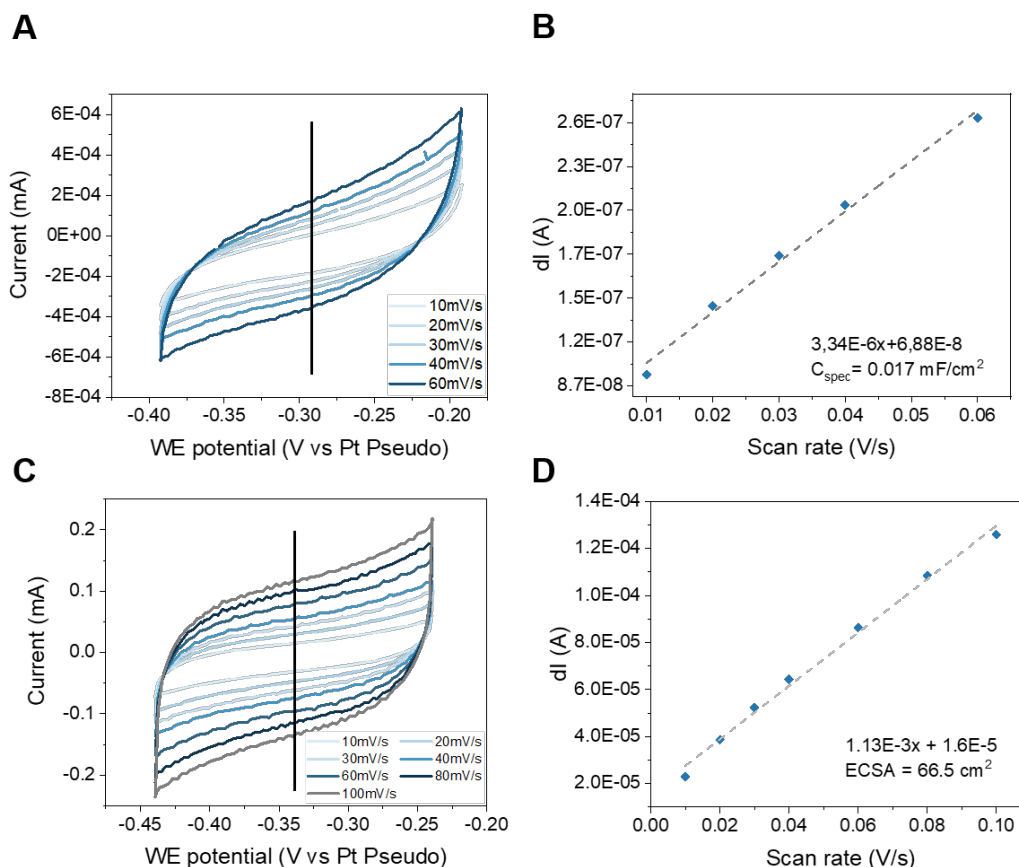 A
6E-04
4E-04
2E-04
0E+00
-2E-04
-4E-04
-6E-04
-8E-04
Current (mA)
10mV/s
20mV/s
30mV/s
40mV/s
60mV/s
-0.40
-0.35
-0.30
-0.25
-0.20
WE potential (V vs Pt Pseudo)
B
2.6E-07
2.3E-07
2.0E-07
1.7E-07
1.5E-07
1.2E-07
8.7E-08
dI (A)
3,34E-6x+6,88E-8
Cspec= 0.017 mF/cm²
0.01
0.02
0.03
0.04
0.05
0.06
Scan rate (V/s)
C
0.2
0.1
0.0
-0.1
-0.2
Current (mA)
10mV/s
20mV/s
30mV/s
40mV/s
60mV/s
80mV/s
100mV/s
-0.45
-0.40
-0.35
-0.30
-0.25
-0.20
WE potential (V vs Pt Pseudo)
D
1.4E-04
1.2E-04
1.0E-04
8.0E-05
6.0E-05
4.0E-05
2.0E-05
dI (A)
1.13E-3x + 1.6E-5
ECSA = 66.5 cm²
0.00
0.02
0.04
0.06
0.08
0.10
Scan rate (V/s)